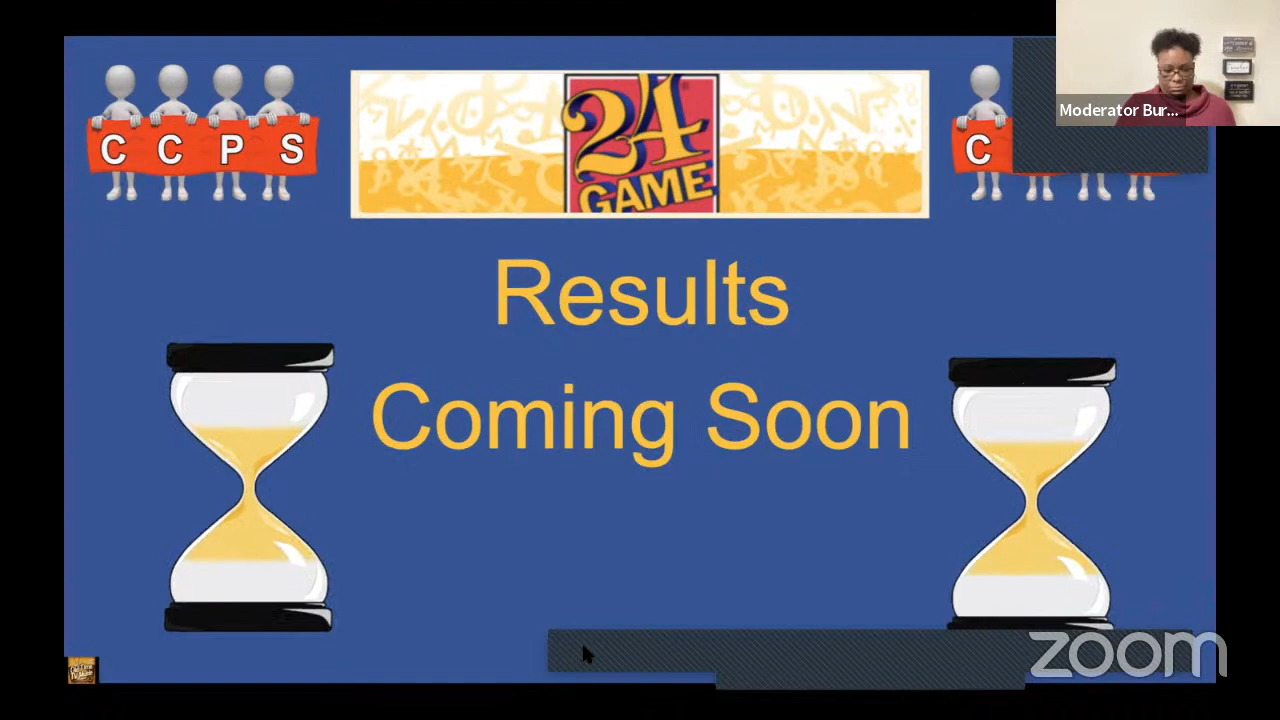 C C P S
24
GAME
C
Moderator Bur...
Results
Coming Soon
zoom